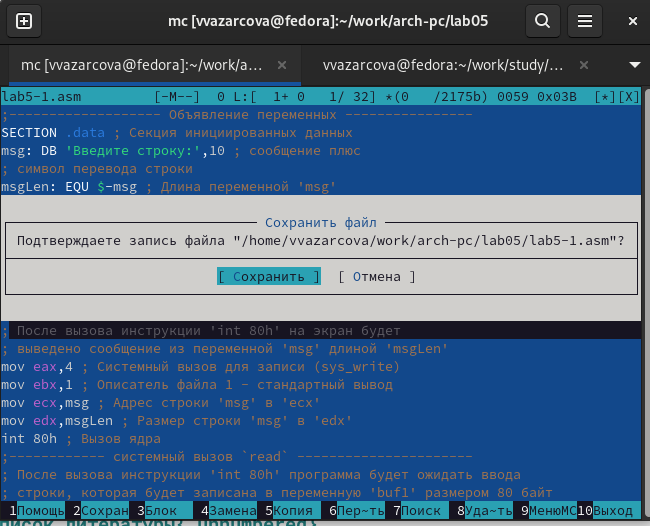 mc [vvazarcova@fedora]:~/work/arch-pc/lab05
mc [vvazarcova@fedora]:~/work/a...
vvazarcova@fedora:~/work/study/...
lab5-1.asm [-M--] 0 L:[ 1+ 0 1/ 32] *(0 /2175b) 0059 0x03B [*][X]
;------------------- Объявление переменных ----------------
SECTION .data ; Секция инициированных данных
msg: DB 'Введите строку:',10 ; сообщение плюс
; символ перевода строки
msgLen: EQU $-msg ; Длина переменной 'msg'
Сохранить файл
Подтверждаете запись файла "/home/vvazarcova/work/arch-pc/lab05/lab5-1.asm"?
[ Сохранить ] [ Отмена ]
; После вызова инструкции 'int 80h' на экран будет
; выведено сообщение из переменной 'msg' длиной 'msgLen'
mov eax,4 ; Системный вызов для записи (sys_write)
mov ebx,1 ; Описатель файла 1 - стандартный вывод
mov ecx,msg ; Адрес строки 'msg' в 'ecx'
mov edx,msgLen ; Размер строки 'msg' в 'edx'
int 80h ; Вызов ядра
;------------ системный вызов `read` ----------------------
; После вызова инструкции 'int 80h' программа будет ожидать ввода
; строки, которая будет записана в переменную 'buf1' размером 80 байт
1Помощь 2Сохран 3Блок 4Замена 5Копия 6Пер~ть 7Поиск 8Уда~ть 9МенюMC 10Выход